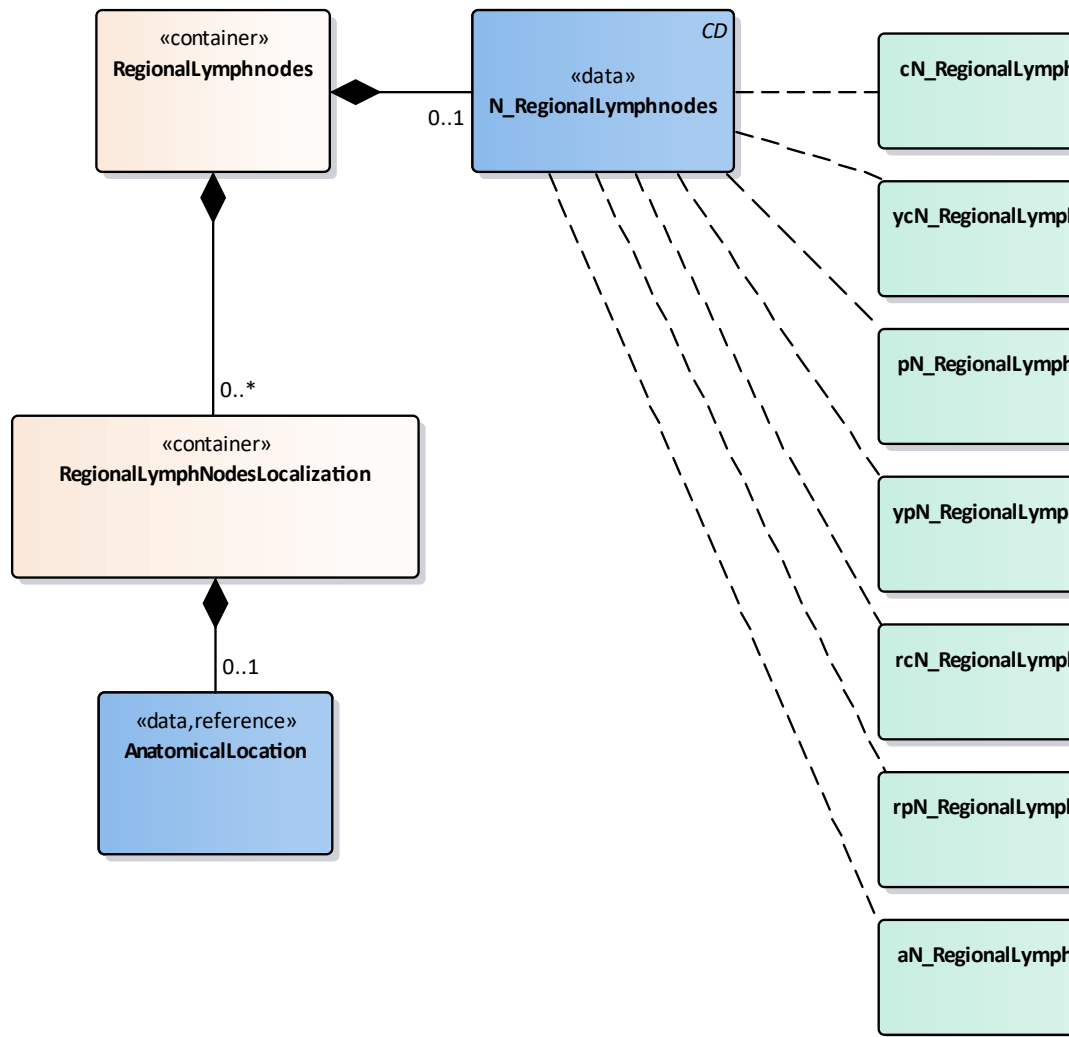 «container»
RegionalLymphnodes
0..1
CD
«data»
N_RegionalLymphnodes
cN_RegionalLymph
ycN_RegionalLymph
pN_RegionalLymph
ypN_RegionalLymp
rcN_RegionalLymph
rpN_RegionalLymph
aN_RegionalLymph
0..*
«container»
RegionalLymphNodesLocalization
0..1
«data,reference»
AnatomicalLocation